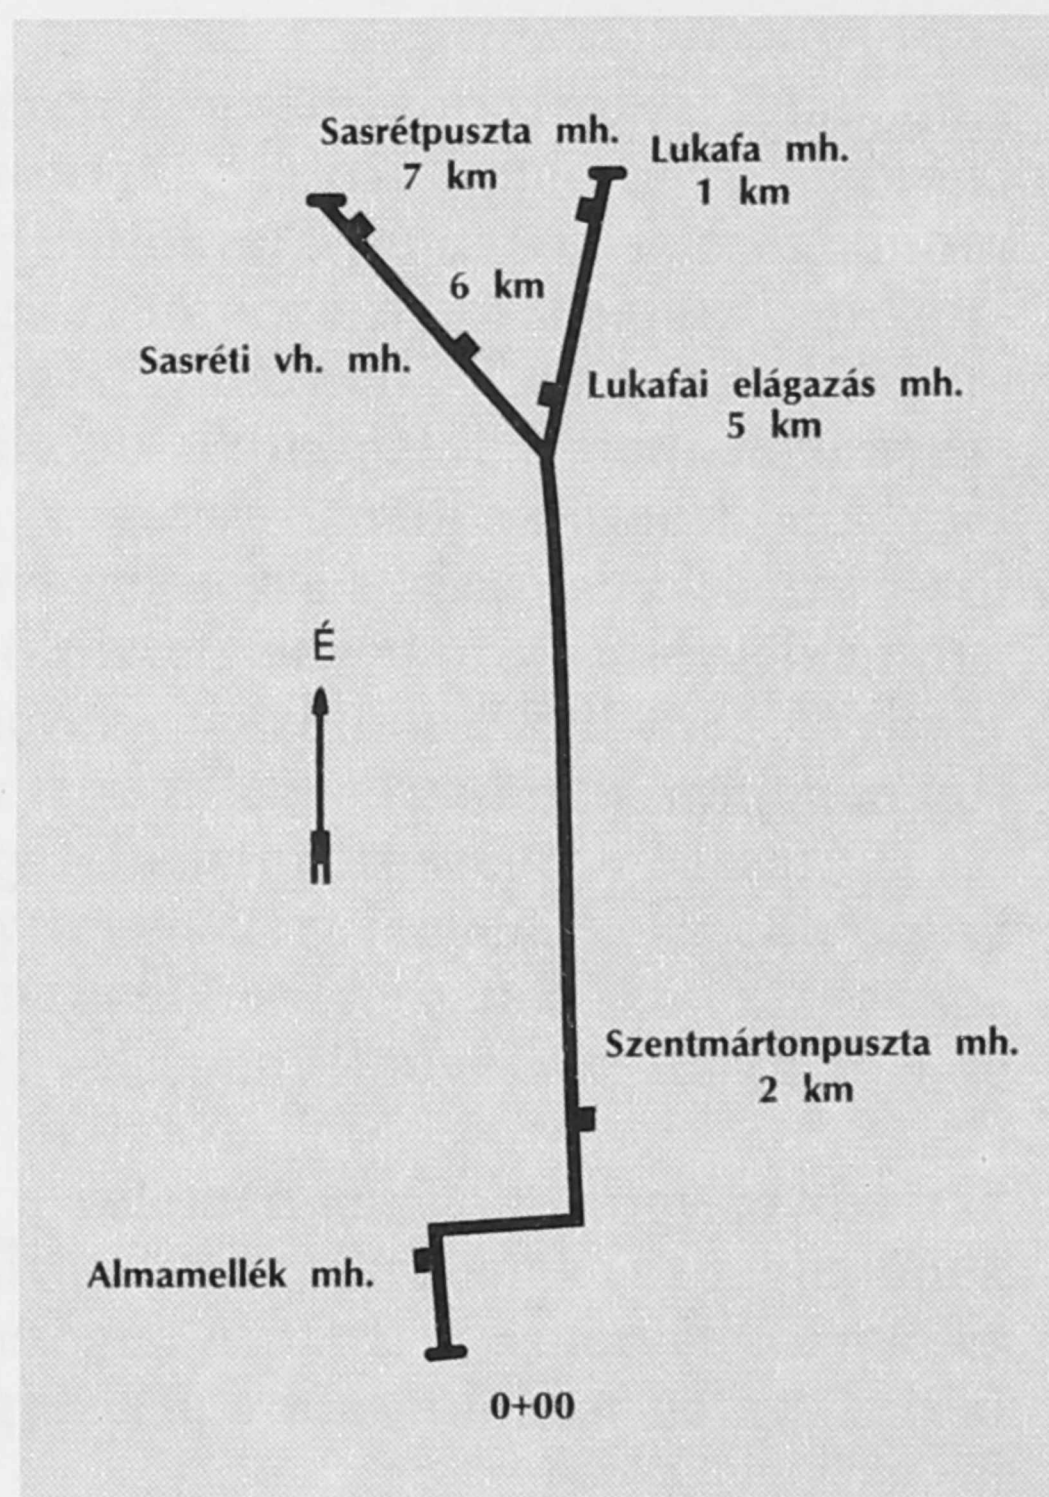 Sasrétpuszta mh.
7 km
Lukafa mh.
1 km
6 km
Sasréti vh. mh.
Lukafai elágazás mh.
5 km
É
Szentmártonpuszta mh.
2 km
Almamellék mh.
0+00